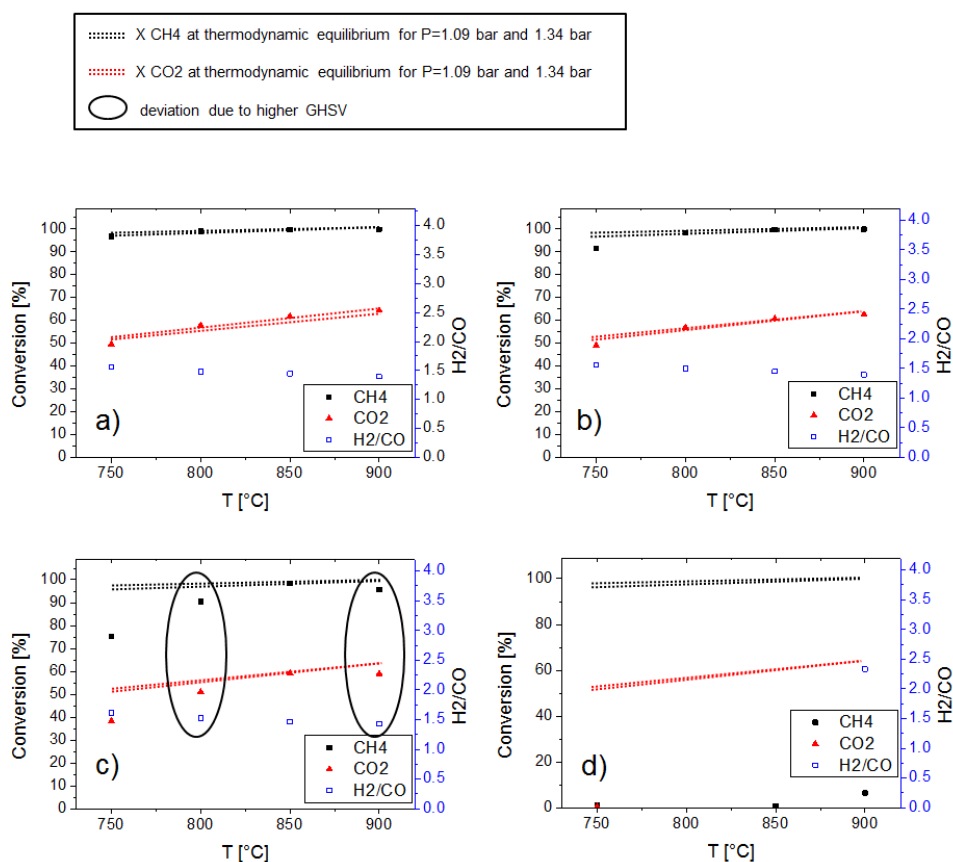 X CH4 at thermodynamic equilibrium for P=1.09 bar and 1.34 bar
X CO2 at thermodynamic equilibrium for P=1.09 bar and 1.34 bar
deviation due to higher GHSV
100
90
80
70
60
50
40
30
20
10
0
Conversion [%]
4.0
3.5
3.0
2.5
2.0
1.5
1.0
0.5
0.0
H2/CO
a)
CH4
CO2
H2/CO
750 800 850 900
T [°C]
100
90
80
70
60
50
40
30
20
10
0
Conversion [%]
4.0
3.5
3.0
2.5
2.0
1.5
1.0
0.5
0.0
H2/CO
b)
CH4
CO2
H2/CO
750 800 850 900
T [°C]
100
90
80
70
60
50
40
30
20
10
0
Conversion [%]
4.0
3.5
3.0
2.5
2.0
1.5
1.0
0.5
0.0
H2/CO
c)
CH4
CO2
H2/CO
750 800 850 900
T [°C]
100
80
60
40
20
0
Conversion [%]
4.0
3.5
3.0
2.5
2.0
1.5
1.0
0.5
0.0
H2/CO
d)
CH4
CO2
H2/CO
750 800 850 900
T [°C]